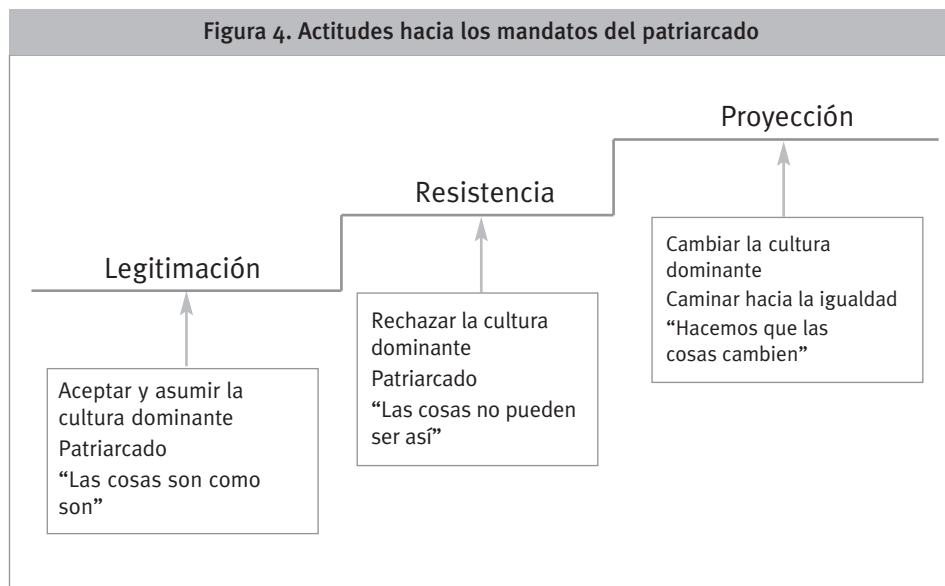 Figura 4. Actitudes hacia los mandatos del patriarcado
Proyección
Resistencia
Legitimación
Cambiar la cultura
dominante
Caminar hacia la igualdad
“Hacemos que las
cosas cambien”
Rechazar la cultura
dominante
Patriarcado
“Las cosas no pueden
ser así”
Aceptar y asumir la
cultura dominante
Patriarcado
“Las cosas son como
son”